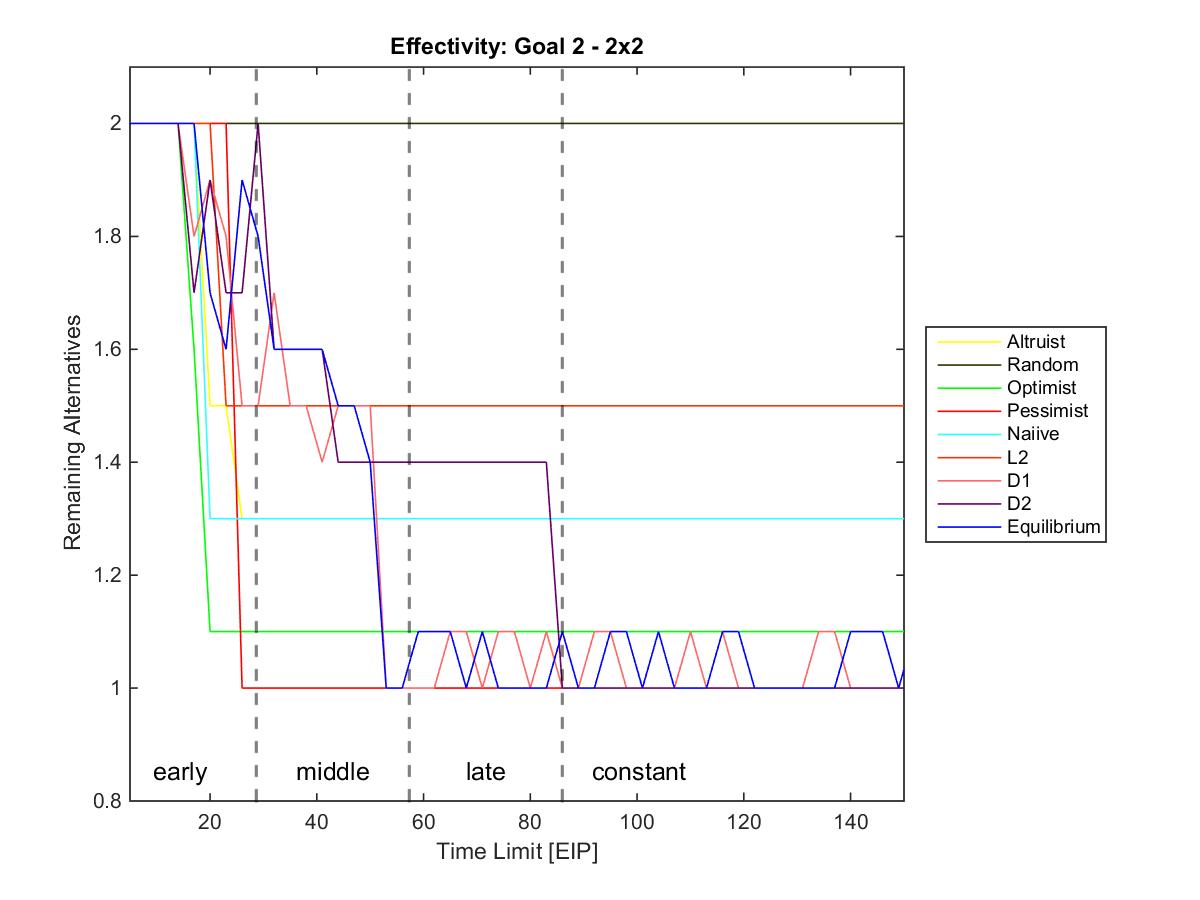 Effectivity: Goal 2 - 2x2
Remaining Alternatives
2
1.8
1.6
1.4
1.2
1
0.8
early
middle
late
constant
20
40
60
80
100
120
140
Time Limit [EIP]
Altruist
Random
Optimist
Pessimist
Naiive
L2
D1
D2
Equilibrium